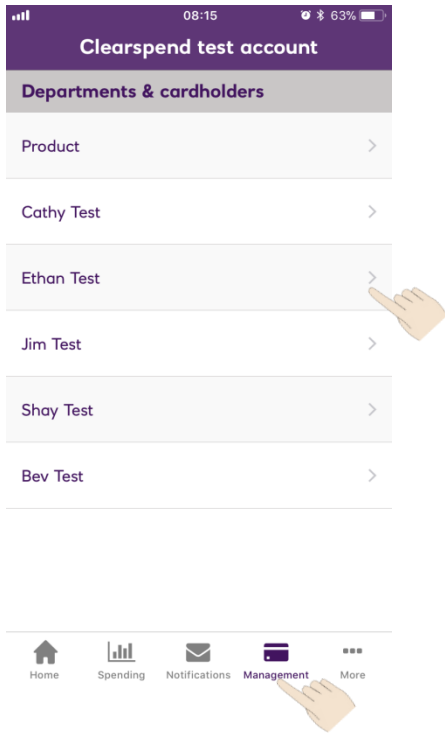 08:15 63%
Clearspend test account
Departments & cardholders
Product
Cathy Test
Ethan Test
Jim Test
Shay Test
Bev Test
Home Spending Notifications Management More